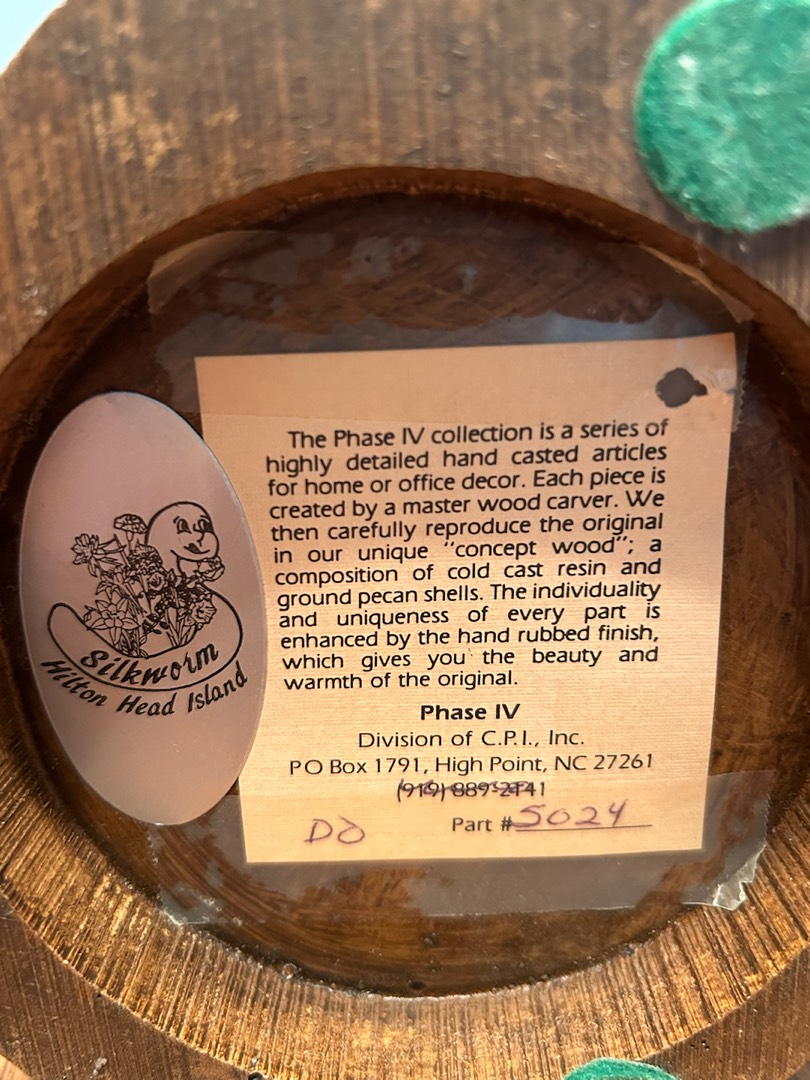 The Phase IV collection is a series of
highly detailed hand casted articles
for home or office decor. Each piece is
created by a master wood carver. We
then carefully reproduce the original
in our unique "concept wood"; a
composition of cold cast resin and
ground pecan shells. The individuality
and uniqueness of every part is
enhanced by the hand rubbed finish,
which gives you the beauty and
warmth of the original.
Phase IV
Division of C.P.I., Inc.
PO Box 1791, High Point, NC 27261
(919) 889-2141
Part # 5024
Silkworm
Hilton Head Island